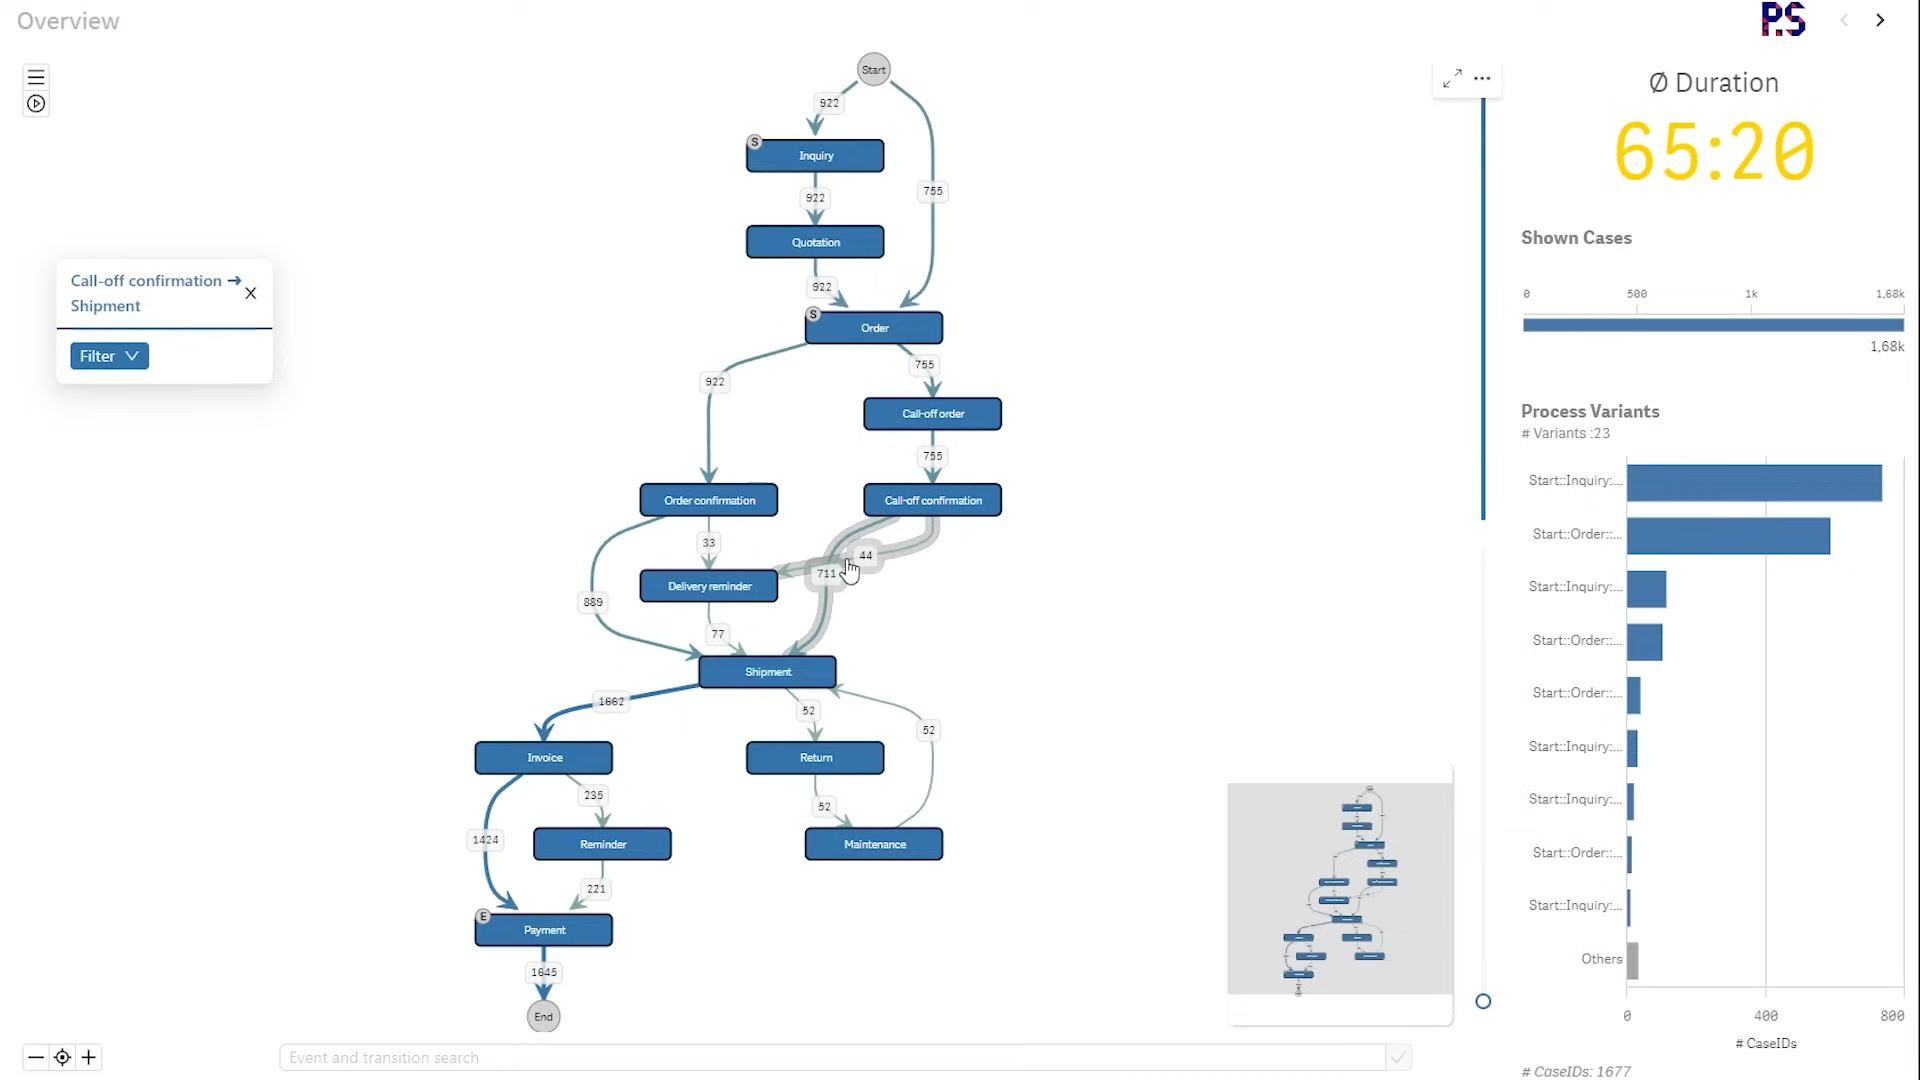 Overview
P.S
Start
922
Inquiry
S
922
755
Quotation
922
S
Order
922
755
Call-off order
755
Order confirmation
Call-off confirmation
33
44
711
Delivery reminder
889
77
Shipment
1662
52
52
Invoice
Return
235
52
1424
Reminder
Maintenance
221
E
Payment
1645
End
Call-off confirmation →
Shipment
X
Filter
Event and transition search
Ø Duration
65:20
Shown Cases
0 500 1k 1,68k
1,68k
Process Variants
# Variants :23
Start::Inquiry:...
Start::Order::...
Start::Inquiry:...
Start::Order::...
Start::Order::...
Start::Inquiry:...
Start::Inquiry:...
Start::Order::...
Start::Inquiry:...
Others
0 400 800
# CaseIDs
# CaseIDs: 1677